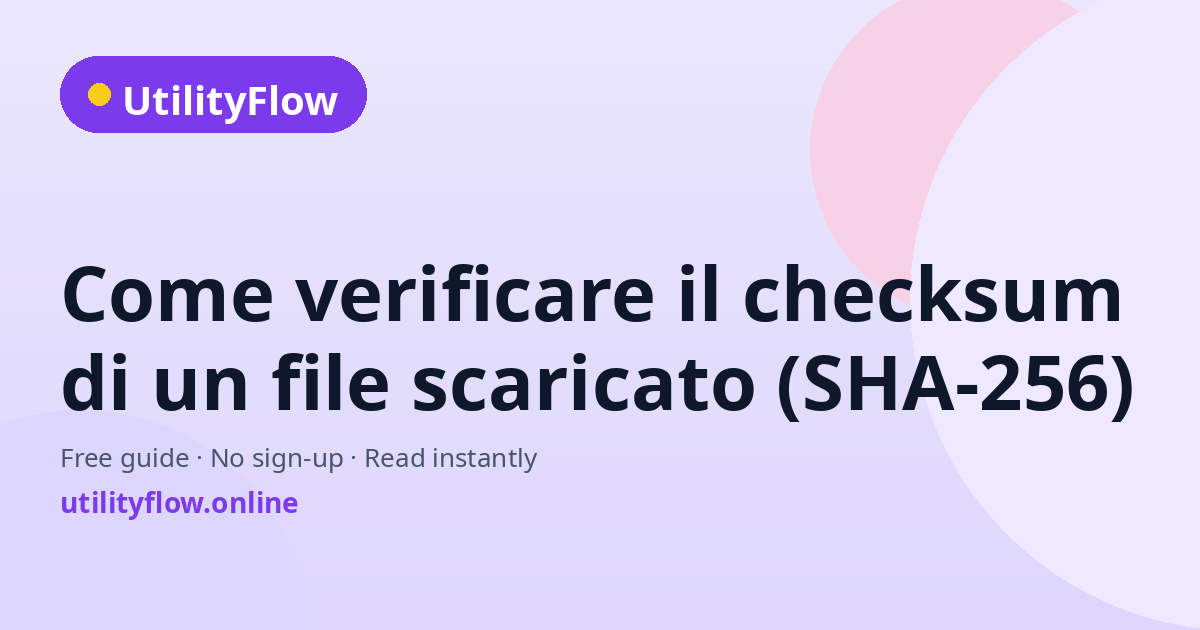 UtilityFlow
Come verificare il checksum
di un file scaricato (SHA-256)
Free guide · No sign-up · Read instantly
utilityflow.online